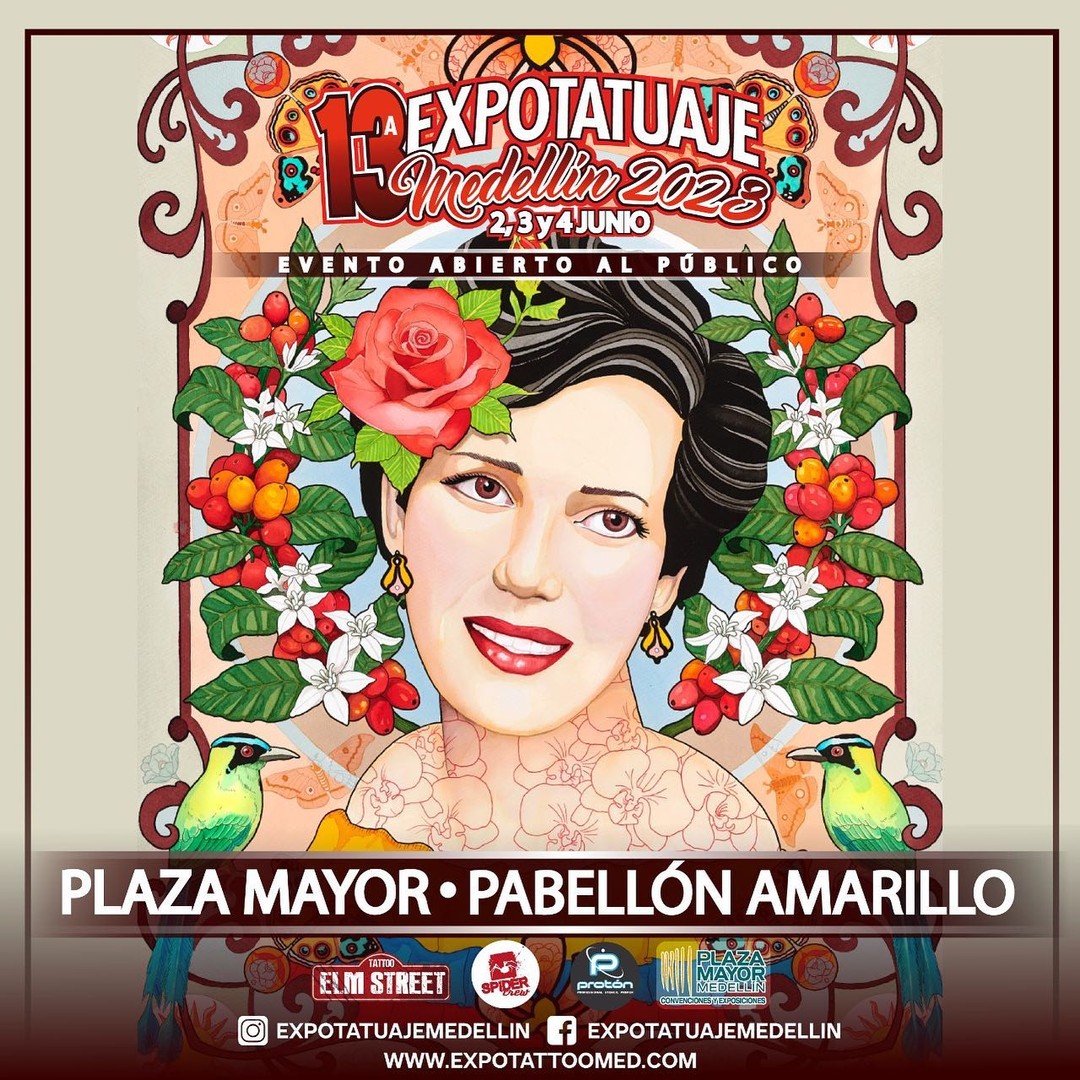 13A EXPOTATUAJE
Medellín 2023
2, 3 y 4 JUNIO
EVENTO ABIERTO AL PÚBLICO
PLAZA MAYOR • PABELLÓN AMARILLO
TATTOO
ELM STREET
SPIDER
crew
P
protón
PLAZA
MAYOR
MEDELLÍN
CONVENCIONES Y EXPOSICIONES
EXPOTATUAJEMEDELLIN
EXPOTATUAJEMEDELLIN
WWW.EXPOTATTOOMED.COM